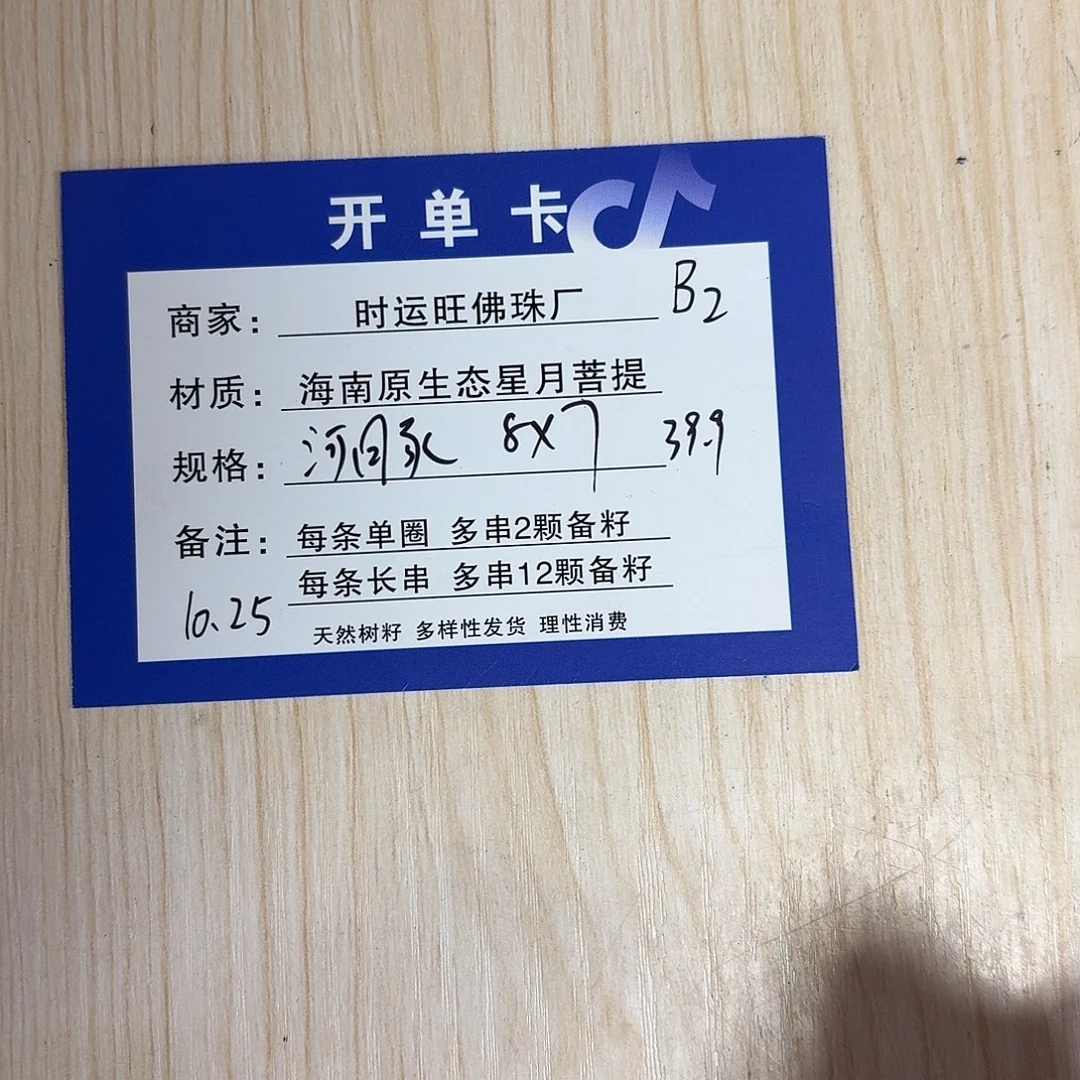 开单卡
商家: 时运旺佛珠厂 B2
材质: 海南原生态星月菩提
规格: 8X7 39.9
备注: 每条单圈 多串2颗备籽
每条长串 多串12颗备籽
10.25
天然树籽 多样性发货 理性消费